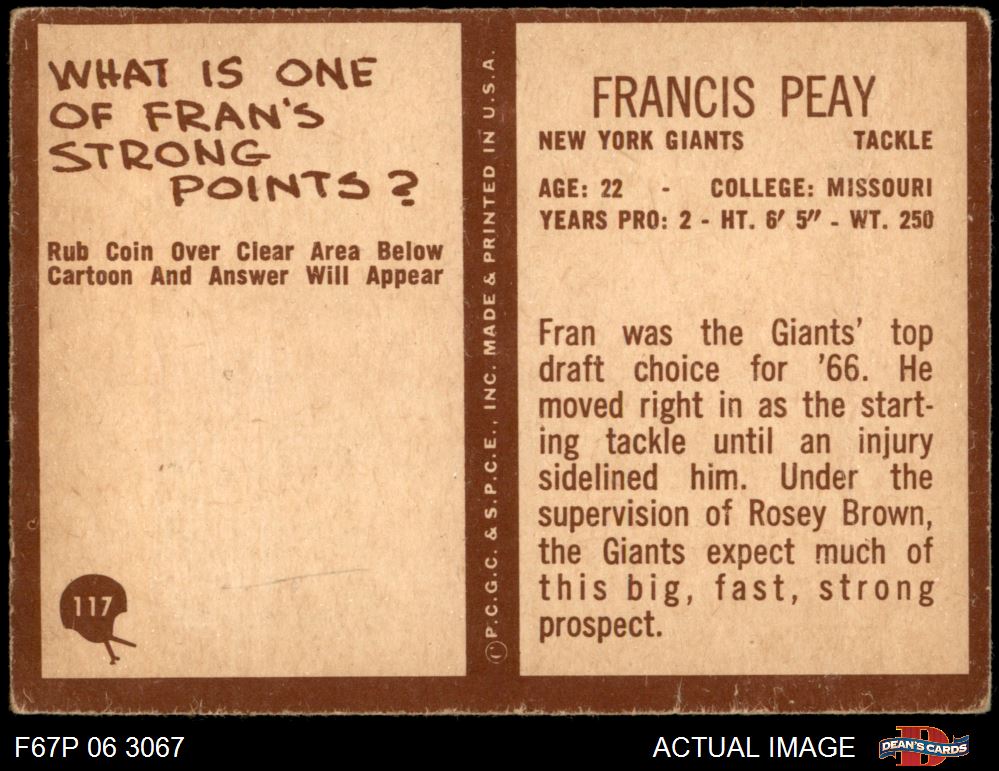 WHAT IS ONE
OF FRAN'S
STRONG
POINTS?
Rub Coin Over Clear Area Below
Cartoon And Answer Will Appear
117
©P.C.G.C. & S.P.C.E., INC. MADE & PRINTED IN U.S.A.
FRANCIS PEAY
NEW YORK GIANTS TACKLE
AGE: 22 - COLLEGE: MISSOURI
YEARS PRO: 2 - HT. 6' 5" - WT. 250
Fran was the Giants' top
draft choice for '66. He
moved right in as the start-
ing tackle until an injury
sidelined him. Under the
supervision of Rosey Brown,
the Giants expect much of
this big, fast, strong
prospect.
F67P 06 3067
ACTUAL IMAGE
D
DEAN'S CARDS